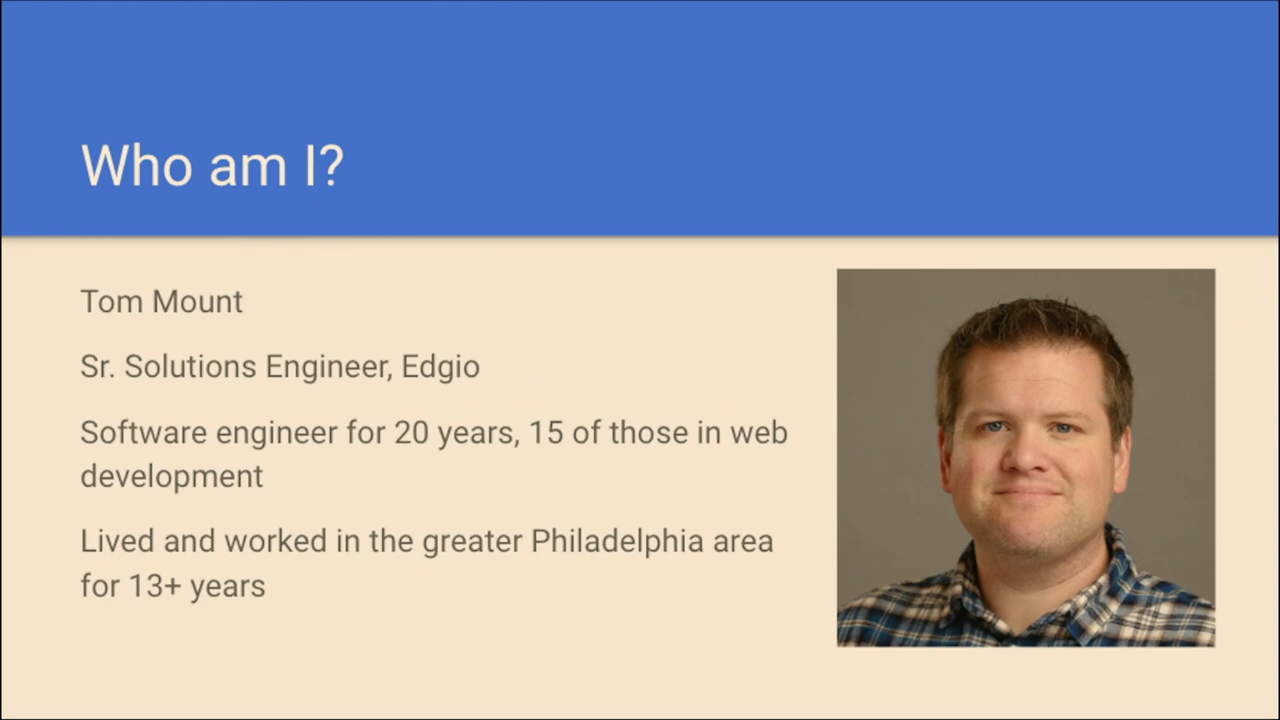 Who am I?
Tom Mount
Sr. Solutions Engineer, Edgio
Software engineer for 20 years, 15 of those in web
development
Lived and worked in the greater Philadelphia area
for 13+ years